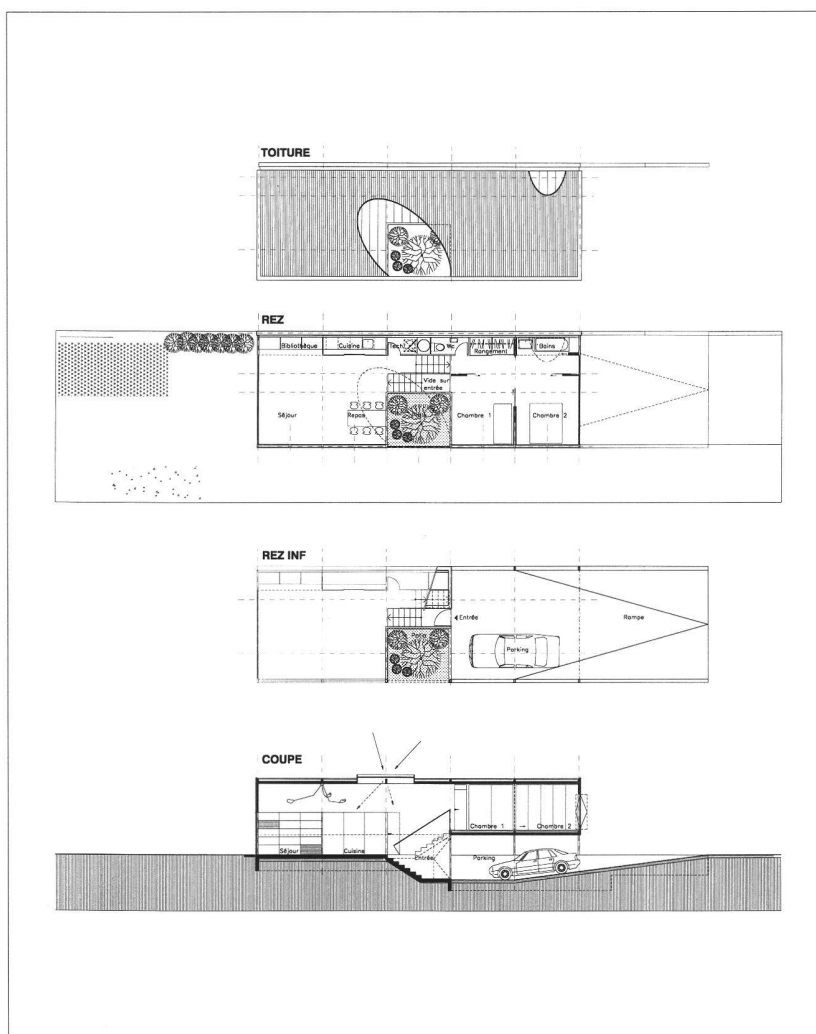 TOITURE
REZ
Bibliothèque Cuisine Tech. Wc Rangement Bains
Vide sur
entrée
Séjour Repas Chambre 1 Chambre 2
REZ INF
Patio Entrée Rampe
Parking
COUPE
Chambre 1 Chambre 2
Séjour Cuisine Entrée Parking